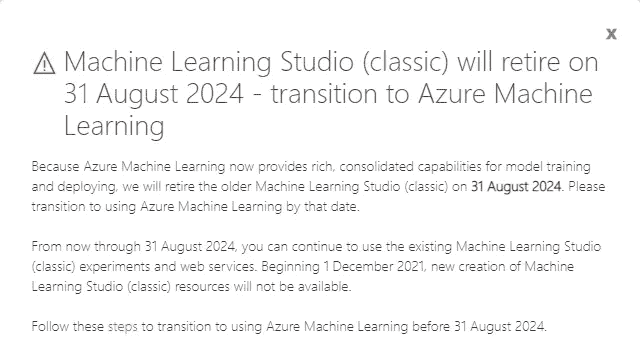 x
Machine Learning Studio (classic) will retire on
31 August 2024 - transition to Azure Machine
Learning
Because Azure Machine Learning now provides rich, consolidated capabilities for model training
and deploying, we will retire the older Machine Learning Studio (classic) on 31 August 2024. Please
transition to using Azure Machine Learning by that date.
From now through 31 August 2024, you can continue to use the existing Machine Learning Studio
(classic) experiments and web services. Beginning 1 December 2021, new creation of Machine
Learning Studio (classic) resources will not be available.
Follow these steps to transition to using Azure Machine Learning before 31 August 2024.